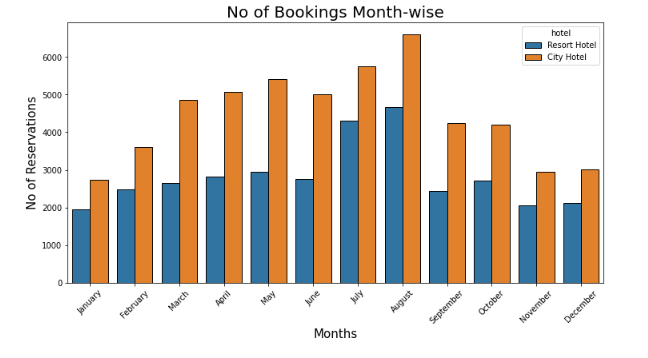 No of Bookings Month-wise
hotel
Resort Hotel
City Hotel
No of Reservations
6000
5000
4000
3000
2000
1000
0
January
February
March
April
May
June
July
August
September
October
November
December
Months